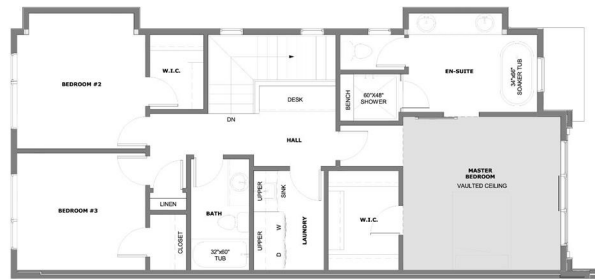 BEDROOM #2
W.I.C.
DESK
DN
HALL
BENCH
60"X48"
SHOWER
EN-SUITE
34"x60"
SOAKER TUB
BEDROOM #3
LINEN
CLOSET
BATH
32"x60"
TUB
UPPER
SINK
UPPER
W
D
LAUNDRY
W.I.C.
MASTER
BEDROOM
VAULTED CEILING